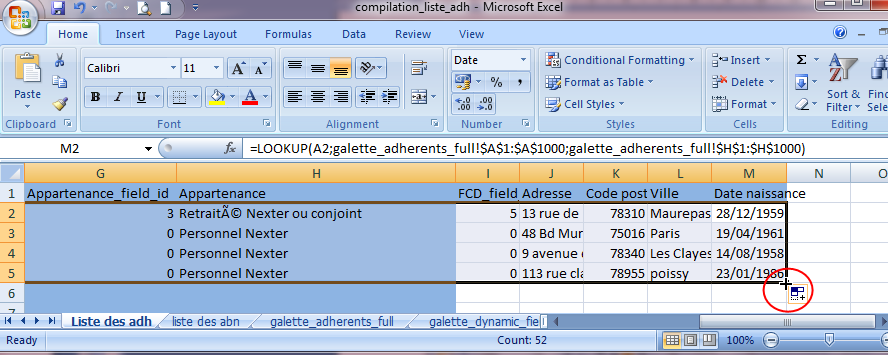 compilation_liste_adh - Microsoft Excel
Home Insert Page Layout Formulas Data Review View
Paste
Calibri 11 A A
B I U A
Date
% ,
Conditional Formatting
Format as Table
Cell Styles
Insert
Delete
Format
Σ
Sort & Filter
Find Sele
Clipboard Font Alignment Number Styles Cells Editing
M2 fx =LOOKUP(A2;galette_adherents_full!$A$1:$A$1000;galette_adherents_full!$H$1:$H$1000)
G H I J K L M N O
1 Appartenance_field_id Appartenance FCD_field Adresse Code post Ville Date naissance
2 3 RetraitÃ© Nexter ou conjoint 5 13 rue de 78310 Maurepas 28/12/1959
3 0 Personnel Nexter 0 48 Bd Mur 75016 Paris 19/04/1961
4 0 Personnel Nexter 0 9 avenue 78340 Les Clayes 14/08/1958
5 0 Personnel Nexter 0 113 rue cla 78955 poissy 23/01/1986
6
7
Liste des adh liste des abn galette_adherents_full galette_dynamic_fie
Ready Count: 52 100%